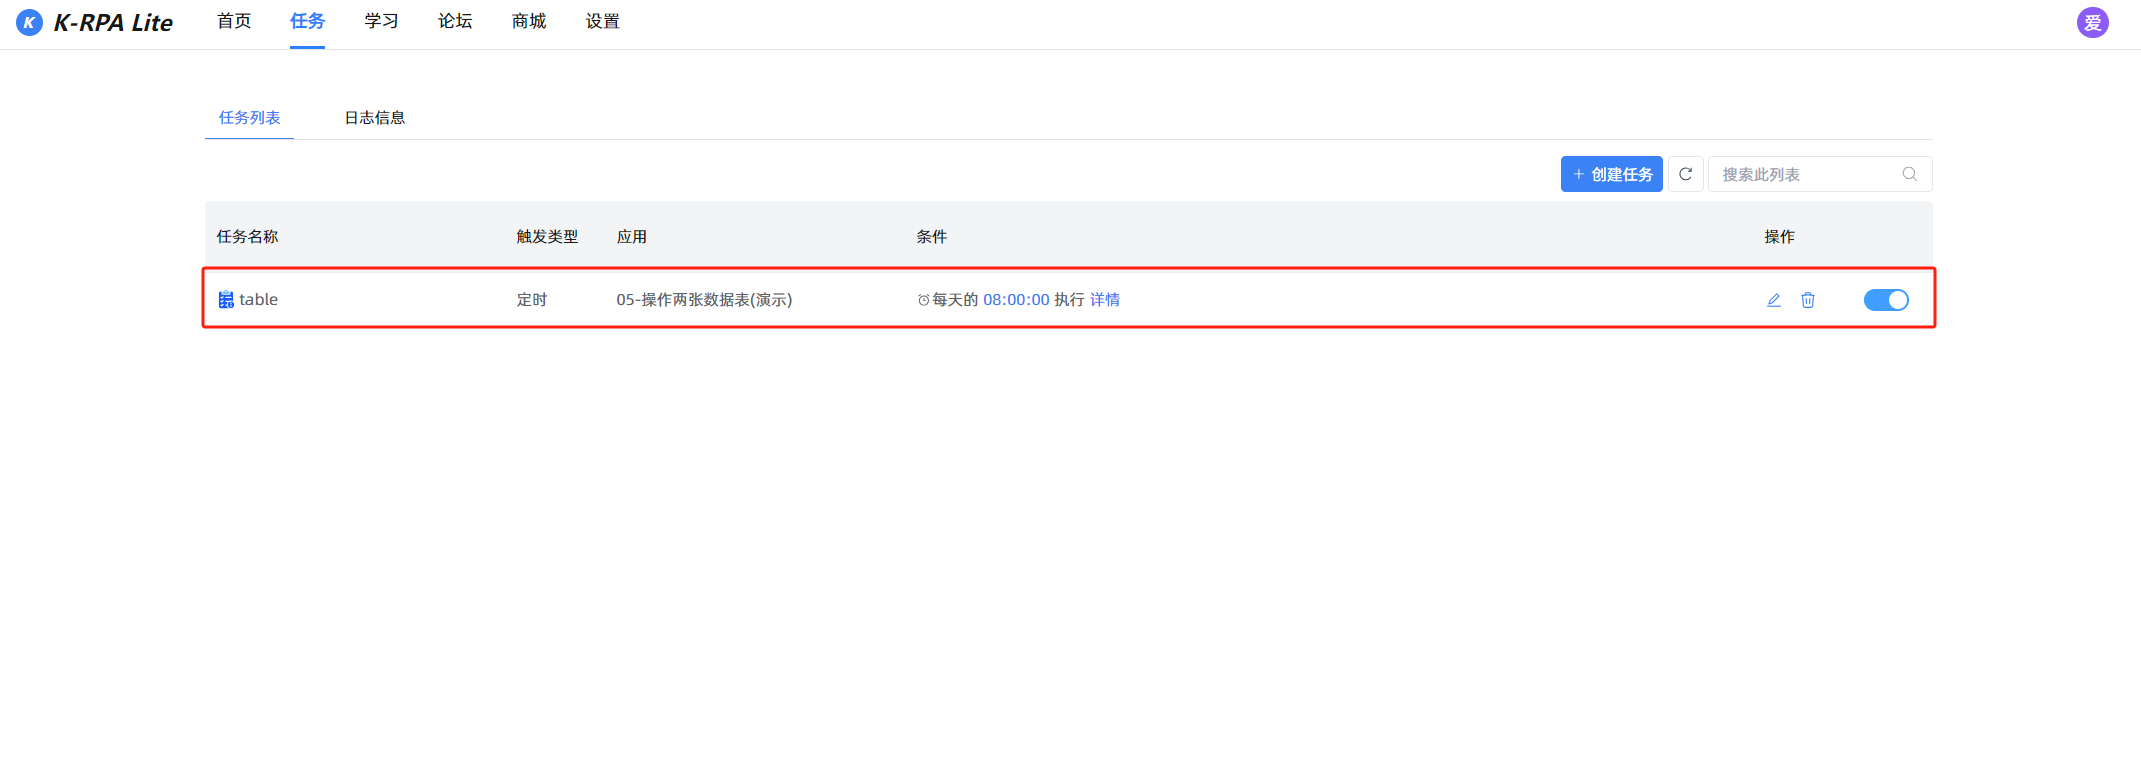 K K-RPA Lite 首页 任务 学习 论坛 商城 设置 爱
任务列表 日志信息
+ 创建任务 搜索此列表
任务名称 触发类型 应用 条件 操作
table 定时 05-操作两张数据表(演示) 每天的 08:00:00 执行 详情